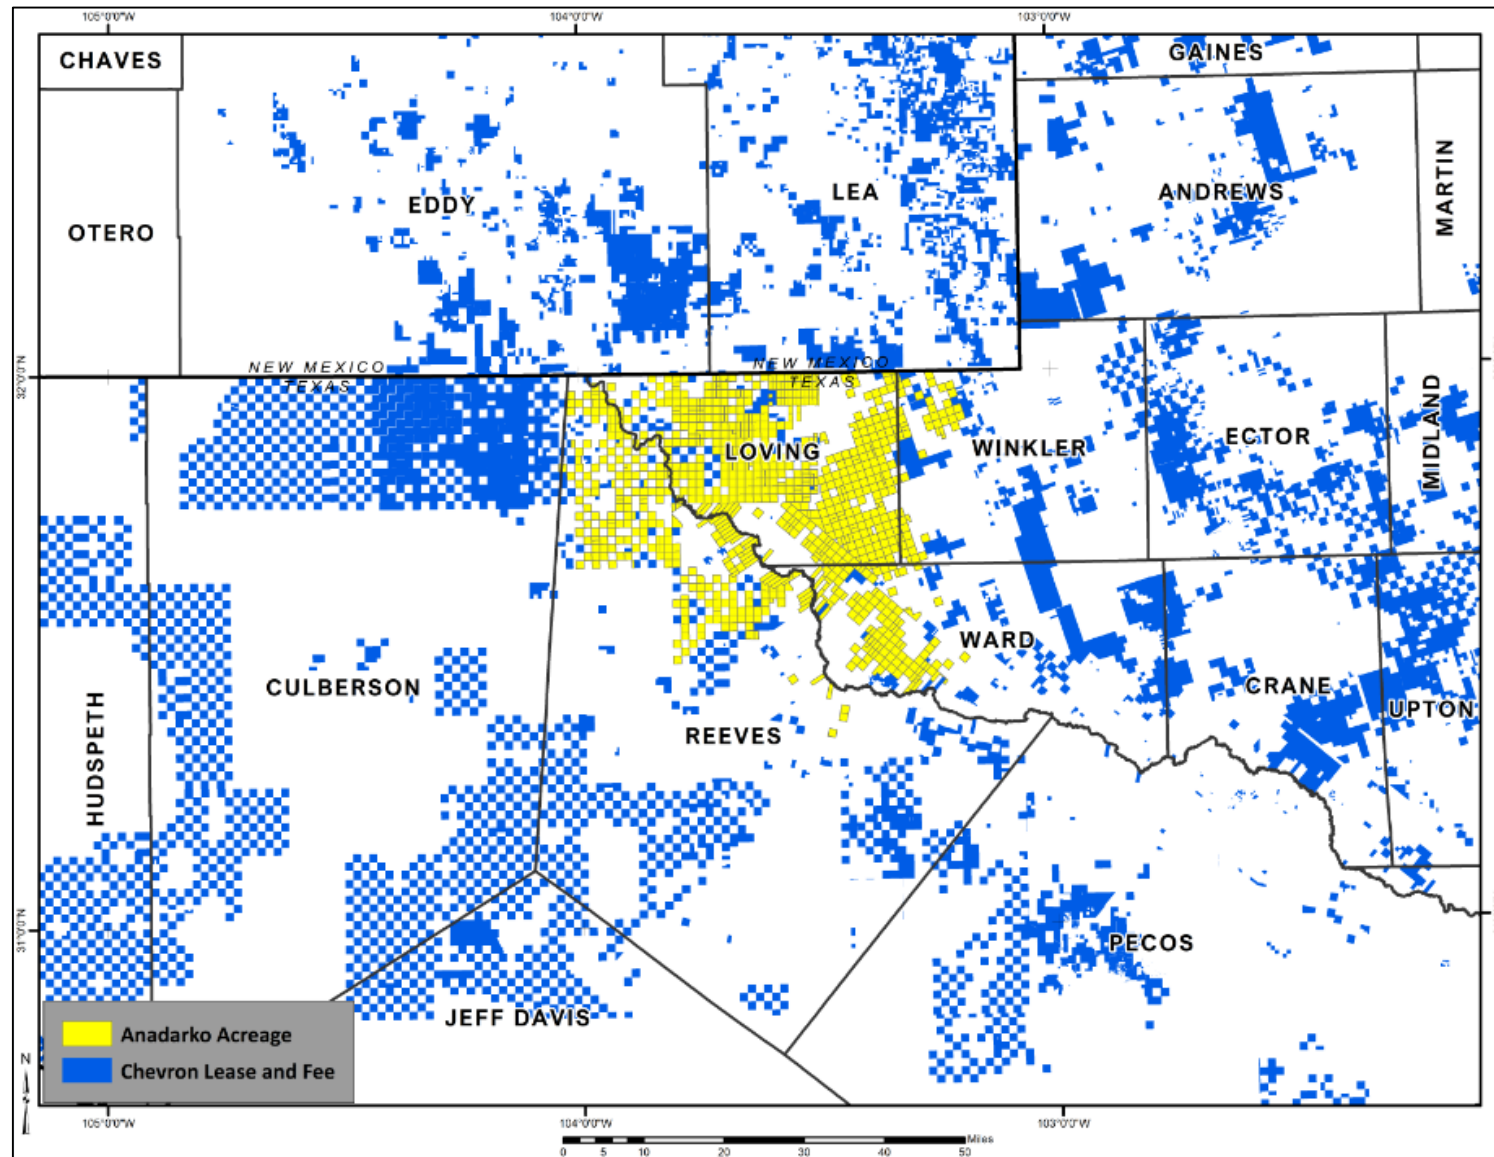 105°0'0"W
104°0'0"W
103°0'0"W
CHAVES
GAINES
OTERO
EDDY
LEA
ANDREWS
MARTIN
32°0'0"N
NEW MEXICO
TEXAS
NEW MEXICO
TEXAS
LOVING
WINKLER
ECTOR
MIDLAND
CULBERSON
WARD
CRANE
UPTON
REEVES
HUDSPETH
31°0'0"N
PECOS
JEFF DAVIS
Anadarko Acreage
Chevron Lease and Fee
N
105°0'0"W
104°0'0"W
103°0'0"W
Miles
0 5 10 20 30 40 50